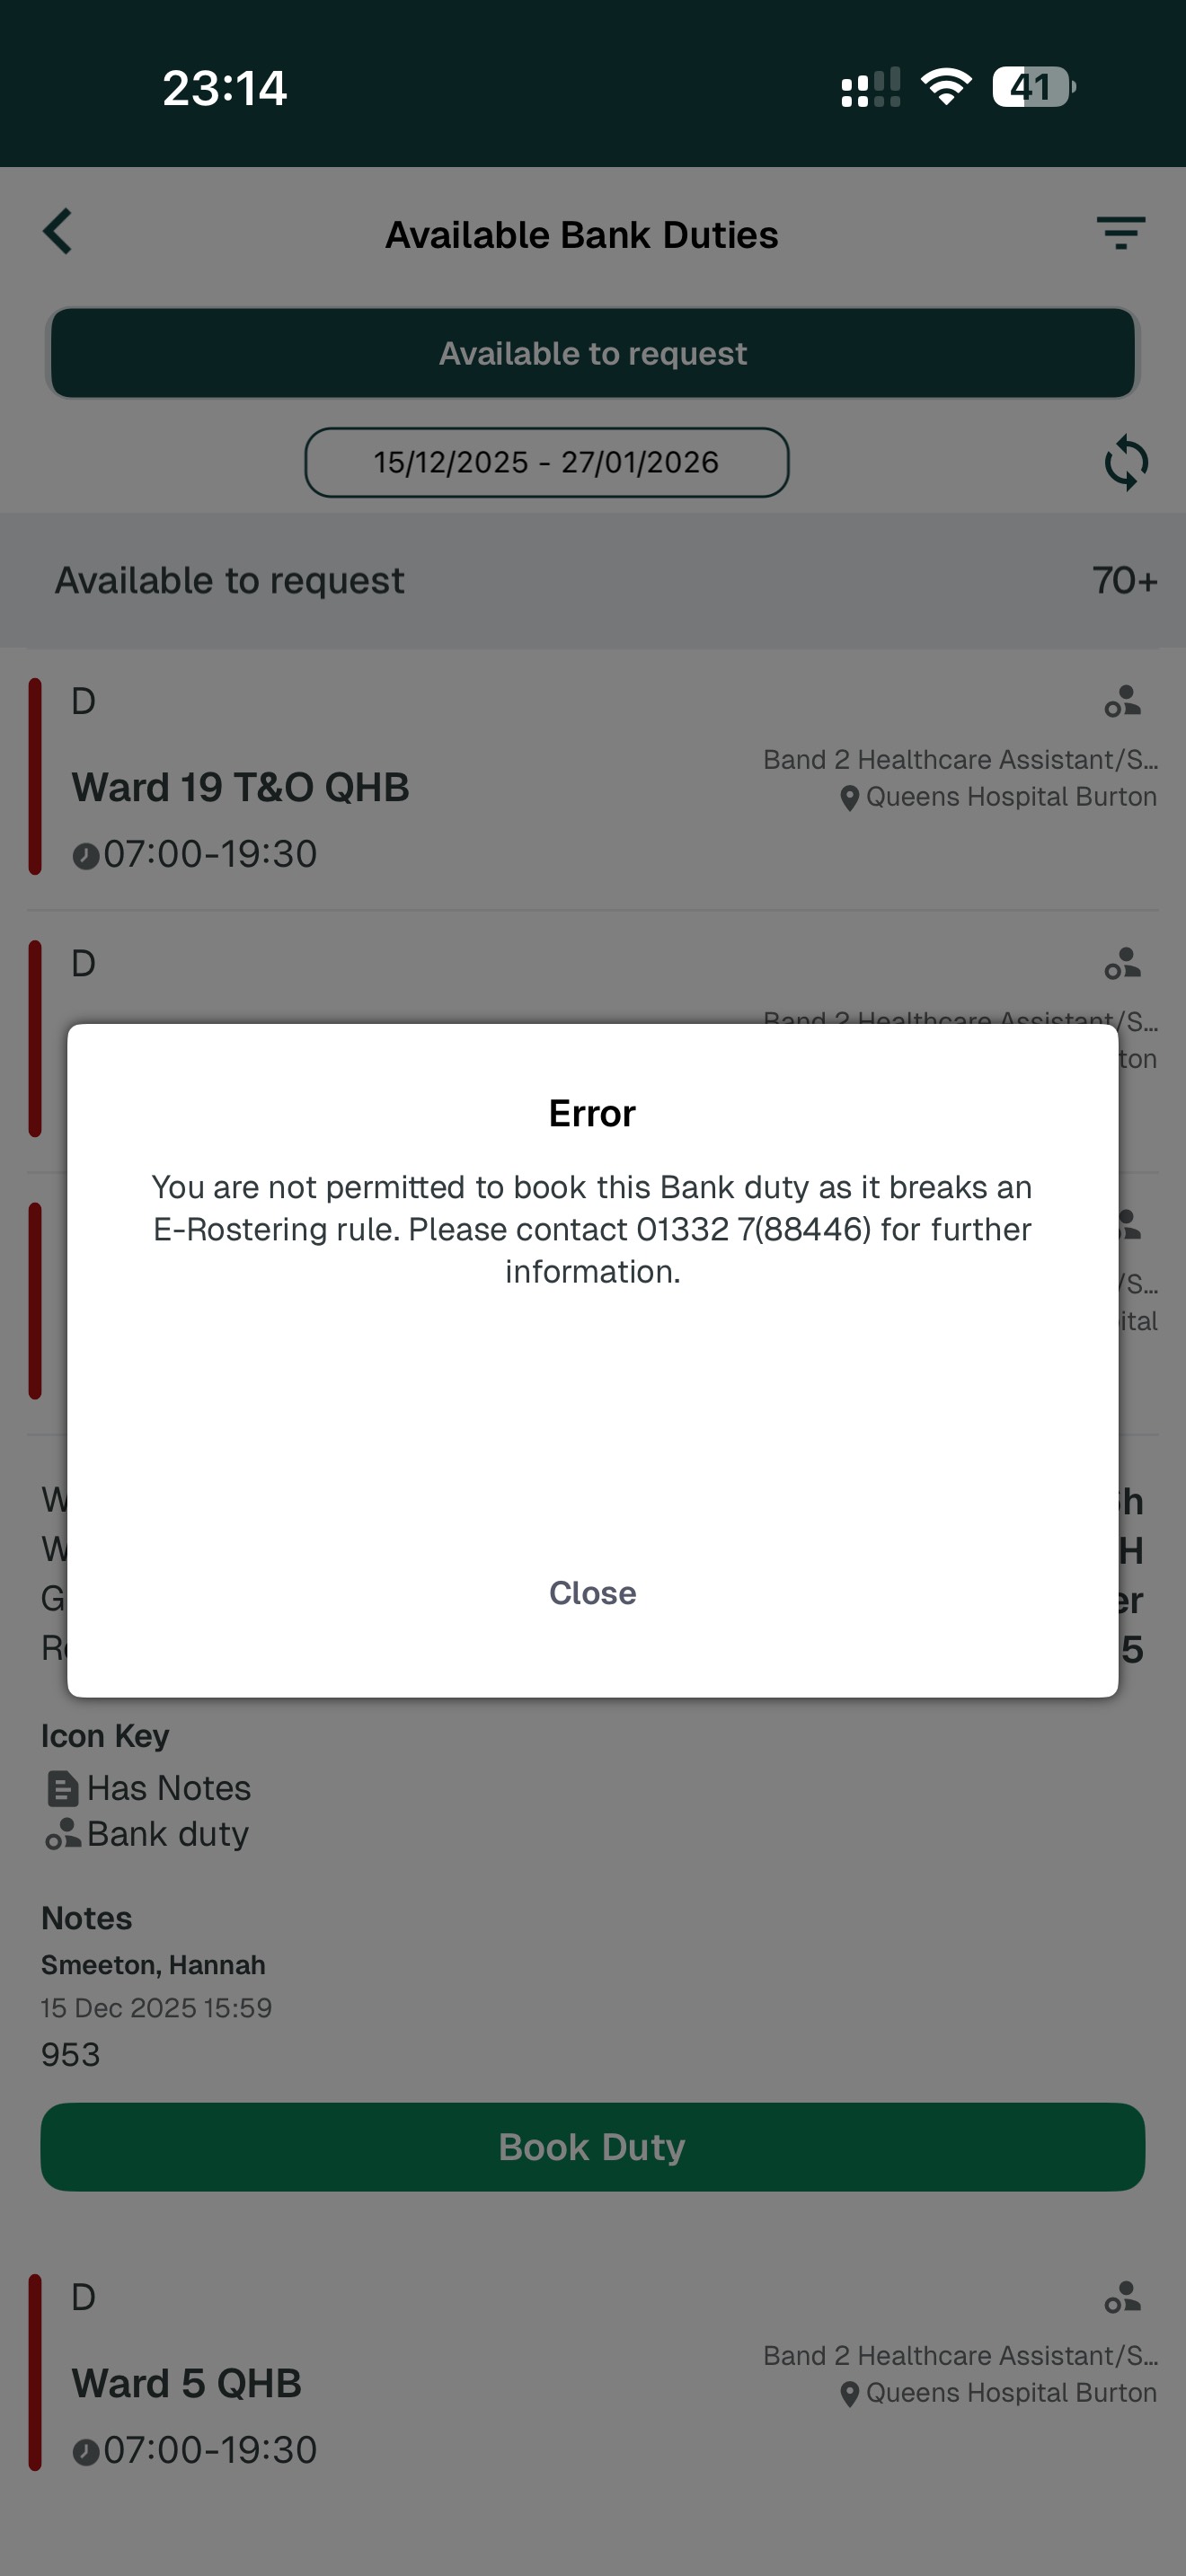 23:14
41
Available Bank Duties
Available to request
15/12/2025 - 27/01/2026
Available to request 70+
D
Band 2 Healthcare Assistant/S...
Ward 19 T&O QHB
Queens Hospital Burton
07:00-19:30
D
Band 2 Healthcare Assistant/S...
Error
You are not permitted to book this Bank duty as it breaks an
E-Rostering rule. Please contact 01332 7(88446) for further
information.
Close
Icon Key
Has Notes
Bank duty
Notes
Smeeton, Hannah
15 Dec 2025 15:59
953
Book Duty
D
Band 2 Healthcare Assistant/S...
Ward 5 QHB
Queens Hospital Burton
07:00-19:30